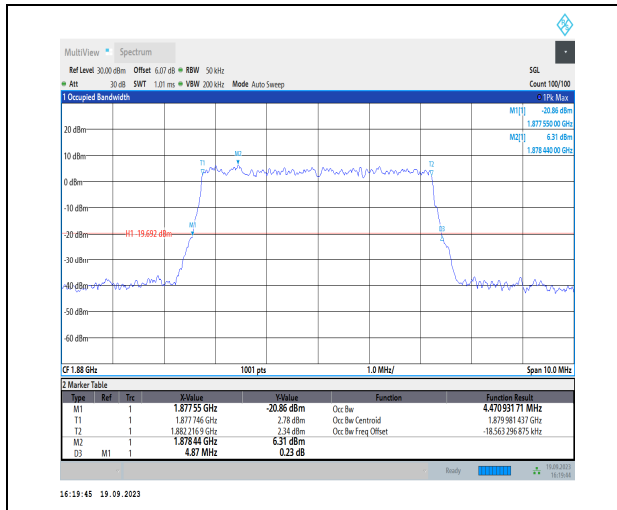 MultiView Spectrum
Ref Level 30.00 dBm Offset 6.07 dB RBW 50 kHz SGL
Att 30 dB SWT 1.01 ms VBW 200 kHz Mode Auto Sweep Count 100/100
1 Occupied Bandwidth 1Pk Max
M1[1] -20.86 dBm
1.877 550 00 GHz
M2[1] 6.31 dBm
1.878 440 00 GHz
20 dBm
10 dBm
0 dBm
-10 dBm
-20 dBm
-30 dBm
-40 dBm
-50 dBm
-60 dBm
T1
M2
T2
M1
D3
H1 -19.692 dBm
CF 1.88 GHz 1001 pts 1.0 MHz/ Span 10.0 MHz
2 Marker Table
Type Ref Trc X-Value Y-Value Function Function Result
M1 1 1.877 55 GHz -20.86 dBm Occ Bw 4.470 931 71 MHz
T1 1 1.877 746 GHz 2.78 dBm Occ Bw Centroid 1.879 981 437 GHz
T2 1 1.882 216 9 GHz 2.34 dBm Occ Bw Freq Offset -18.563 296 875 kHz
M2 1 1.878 44 GHz 6.31 dBm
D3 M1 1 4.87 MHz 0.23 dB
Ready 19.09.2023
16:19:44
16:19:45 19.09.2023